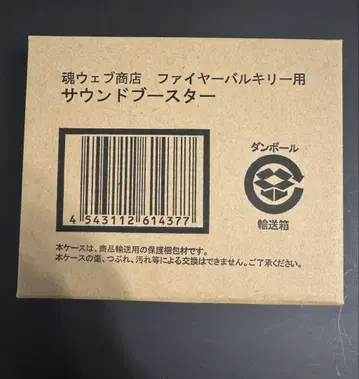 魂ウェブ商店　ファイヤーバルキリー用
サウンドブースター
4 543112 614377
ダンボール
輸送箱
本ケースは、商品輸送用の保護梱包材です。
本ケースの傷、つぶれ、汚れ等による交換はできません。ご了承ください。